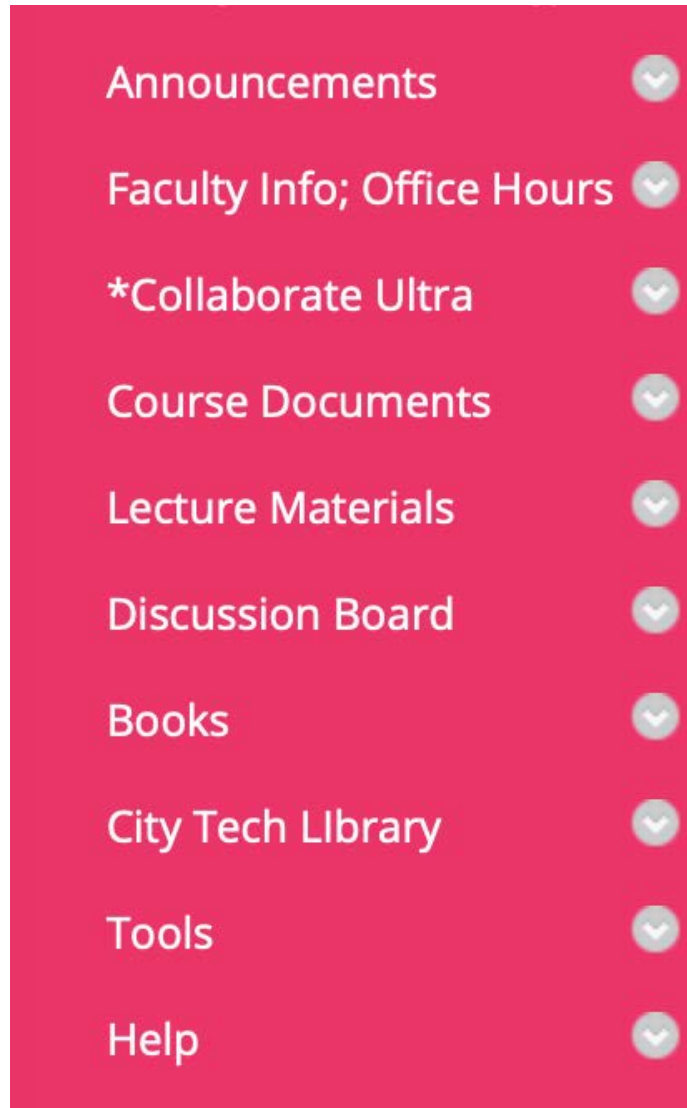 Announcements
Faculty Info; Office Hours
*Collaborate Ultra
Course Documents
Lecture Materials
Discussion Board
Books
City Tech LIbrary
Tools
Help